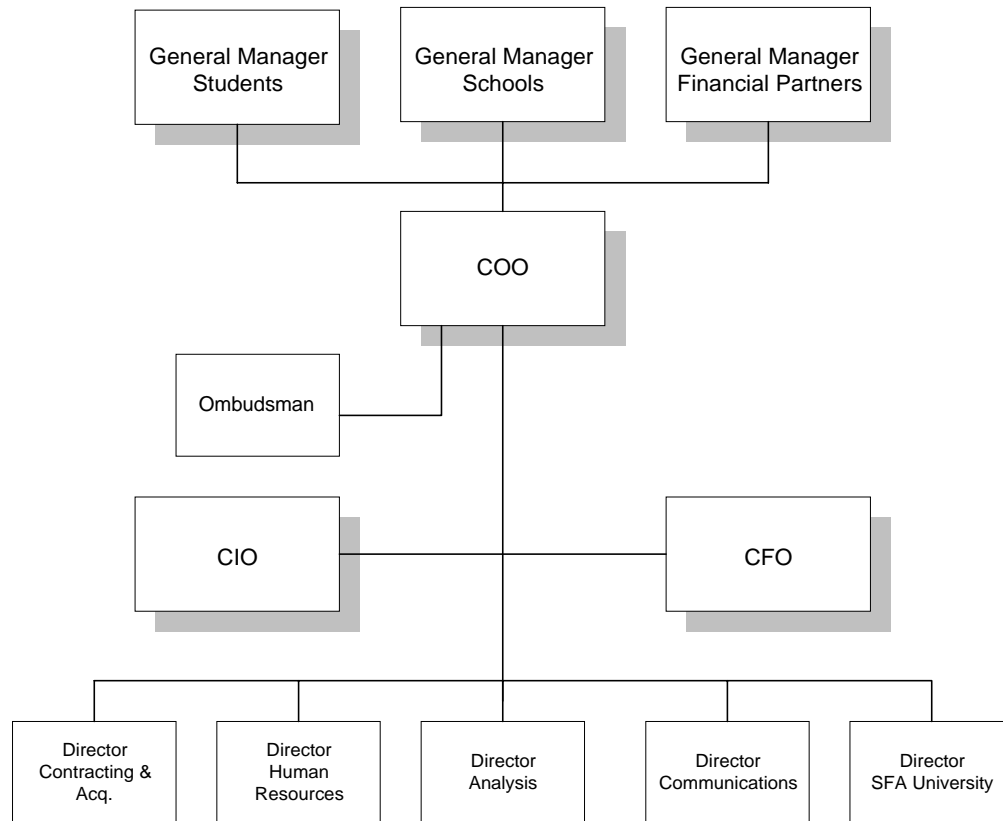 General Manager
Students
General Manager
Schools
General Manager
Financial Partners
COO
Ombudsman
CIO
CFO
Director
Contracting &
Acq.
Director
Human
Resources
Director
Analysis
Director
Communications
Director
SFA University